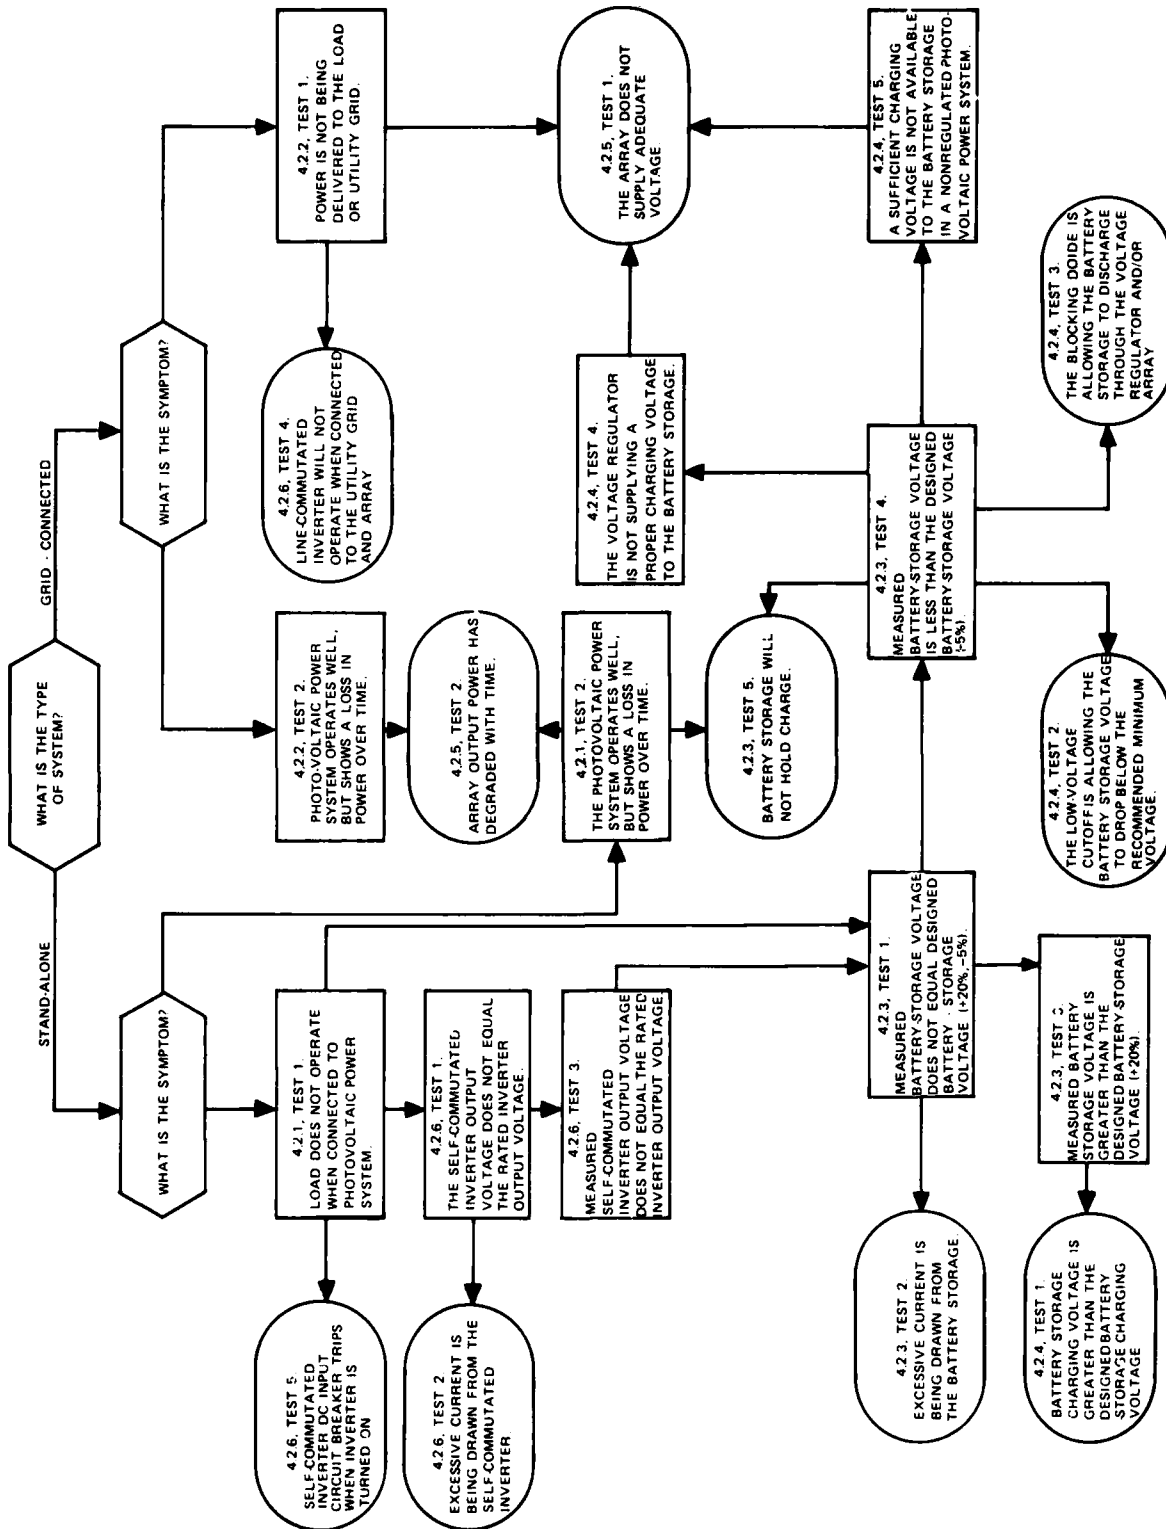 WHAT IS THE TYPE
OF SYSTEM?
STAND-ALONE
GRID - CONNECTED
WHAT IS THE SYMPTOM?
WHAT IS THE SYMPTOM?
4.2.6, TEST 5
SELF-COMMUTATED
INVERTER DC INPUT
CIRCUIT BREAKER TRIPS
WHEN INVERTER IS
TURNED ON
4.2.1, TEST 1.
LOAD DOES NOT OPERATE
WHEN CONNECTED TO
PHOTOVOLTAIC POWER
SYSTEM.
4.2.2, TEST 2.
PHOTO-VOLTAIC POWER
SYSTEM OPERATES WELL,
BUT SHOWS A LOSS IN
POWER OVER TIME.
4.2.6, TEST 4.
LINE-COMMUTATED
INVERTER WILL NOT
OPERATE WHEN CONNECTED
TO THE UTILITY GRID
AND ARRAY
4.2.2, TEST 1.
POWER IS NOT BEING
DELIVERED TO THE LOAD
OR UTILITY GRID.
4.2.6, TEST 2
EXCESSIVE CURRENT IS
BEING DRAWN FROM THE
SELF-COMMUTATED
INVERTER
4.2.6, TEST 1.
THE SELF-COMMUTATED
INVERTER OUTPUT
VOLTAGE DOES NOT EQUAL
THE RATED INVERTER
OUTPUT VOLTAGE.
4.2.5, TEST 2.
ARRAY OUTPUT POWER HAS
DEGRADED WITH TIME.
4.2.6, TEST 3.
MEASURED
SELF-COMMUTATED
INVERTER OUTPUT VOLTAGE
DOES NOT EQUAL THE RATED
INVERTER OUTPUT VOLTAGE.
4.2.1, TEST 2.
THE PHOTOVOLTAIC POWER
SYSTEM OPERATES WELL,
BUT SHOWS A LOSS IN
POWER OVER TIME.
4.2.4, TEST 4.
THE VOLTAGE REGULATOR
IS NOT SUPPLYING A
PROPER CHARGING VOLTAGE
TO THE BATTERY STORAGE.
4.2.5, TEST 1.
THE ARRAY DOES NOT
SUPPLY ADEQUATE
VOLTAGE
4.2.3, TEST 5.
BATTERY STORAGE WILL
NOT HOLD CHARGE.
4.2.3, TEST 2.
EXCESSIVE CURRENT IS
BEING DRAWN FROM
THE BATTERY STORAGE.
4.2.3, TEST 1.
MEASURED
BATTERY-STORAGE VOLTAGE
DOES NOT EQUAL DESIGNED
BATTERY - STORAGE
VOLTAGE (+20%, -5%).
4.2.3, TEST 4.
MEASURED
BATTERY-STORAGE VOLTAGE
IS LESS THAN THE DESIGNED
BATTERY-STORAGE VOLTAGE
(-5%).
4.2.4, TEST 5.
A SUFFICIENT CHARGING
VOLTAGE IS NOT AVAILABLE
TO THE BATTERY STORAGE
IN A NONREGULATED PHOTO-
VOLTAIC POWER SYSTEM.
4.2.4, TEST 1.
BATTERY STORAGE
CHARGING VOLTAGE IS
GREATER THAN THE
DESIGNED BATTERY
STORAGE CHARGING
VOLTAGE
4.2.3, TEST
MEASURED BATTERY
STORAGE VOLTAGE IS
GREATER THAN THE
DESIGNED BATTERY-STORAGE
VOLTAGE (+20%).
4.2.4, TEST 2.
THE LOW-VOLTAGE
CUTOFF IS ALLOWING THE
BATTERY STORAGE VOLTAGE
TO DROP BELOW THE
RECOMMENDED MINIMUM
VOLTAGE.
4.2.4, TEST 3.
THE BLOCKING DOIDE IS
ALLOWING THE BATTERY
STORAGE TO DISCHARGE
THROUGH THE VOLTAGE
REGULATOR AND/OR
ARRAY